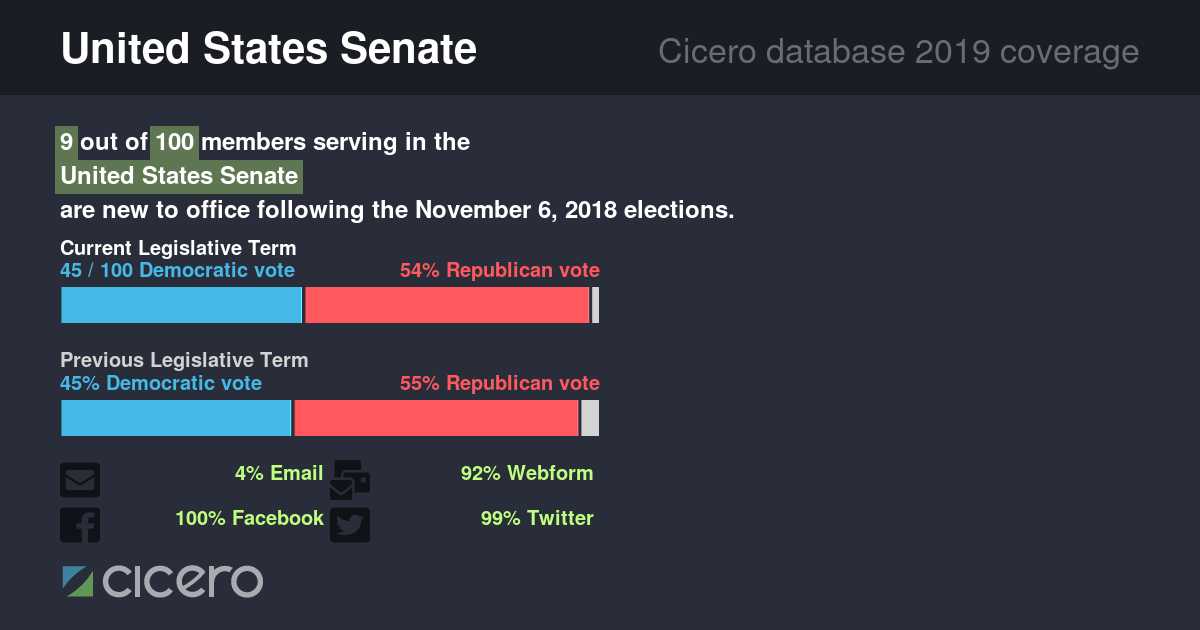 United States Senate
Cicero database 2019 coverage
9 out of 100 members serving in the
United States Senate
are new to office following the November 6, 2018 elections.
Current Legislative Term
45 / 100 Democratic vote
54% Republican vote
Previous Legislative Term
45% Democratic vote
55% Republican vote
4% Email
92% Webform
100% Facebook
99% Twitter
cicero